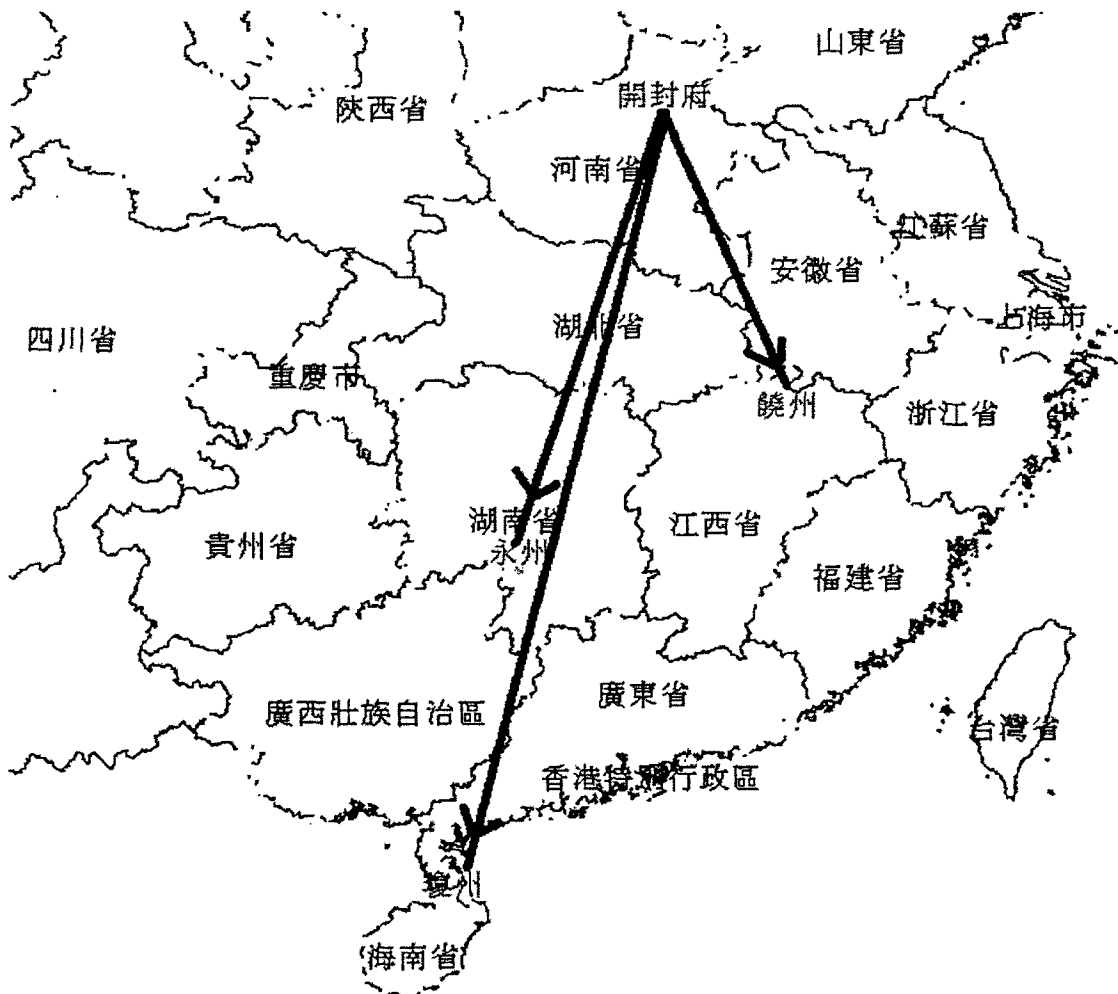 山東省
開封府
陝西省
河南省
江蘇省
安徽省
湖北省
上海市
四川省
重慶市
饒州
浙江省
湖南省
江西省
貴州省
永州
福建省
廣東省
廣西壯族自治區
台灣省
香港特別行政區
瓊州
海南省